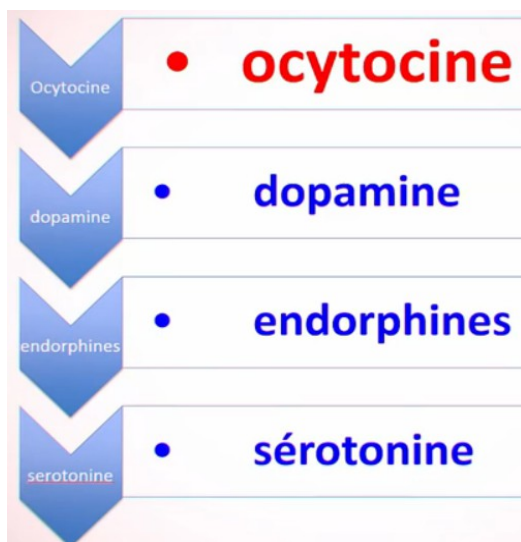 Ocytocine
• ocytocine
dopamine
• dopamine
endorphines
• endorphines
serotonine
• sérotonine